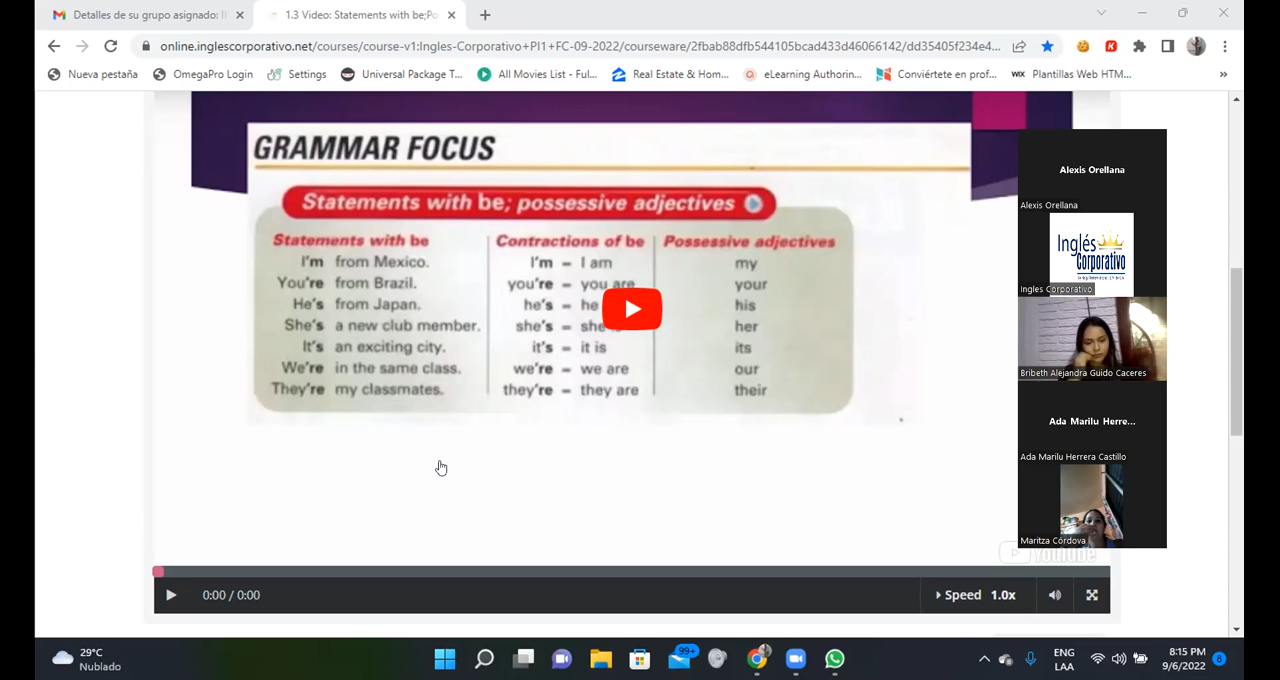 Detalles de su grupo asignado: I
1.3 Video: Statements with be;Po
online.inglescorporativo.net/courses/course-v1:Ingles-Corporativo+PI1+FC-09-2022/courseware/2fbab88dfb544105bcad433d46066142/dd35405f234e4...
Nueva pestaña
OmegaPro Login
Settings
Universal Package T...
All Movies List - Ful...
Real Estate & Hom...
eLearning Authorin...
Conviértete en prof...
WIX Plantillas Web HTM...
»
GRAMMAR FOCUS
Statements with be; possessive adjectives
Statements with be Contractions of be Possessive adjectives
I'm from Mexico. I'm = I am my
You're from Brazil. you're = you are your
He's from Japan. he's = he his
She's a new club member. she's = she her
It's an exciting city. it's = it is its
We're in the same class. we're = we are our
They're my classmates. they're = they are their
Alexis Orellana
Alexis Orellana
Inglés
Corporativo
Ingles Corporativo
Bribeth Alejandra Guido Caceres
Ada Marilu Herre...
Ada Marilu Herrera Castillo
Maritza Córdova
YouTube
0:00 / 0:00
Speed 1.0x
29°C
Nublado
99+
ENG
LAA
8:15 PM
9/6/2022
8